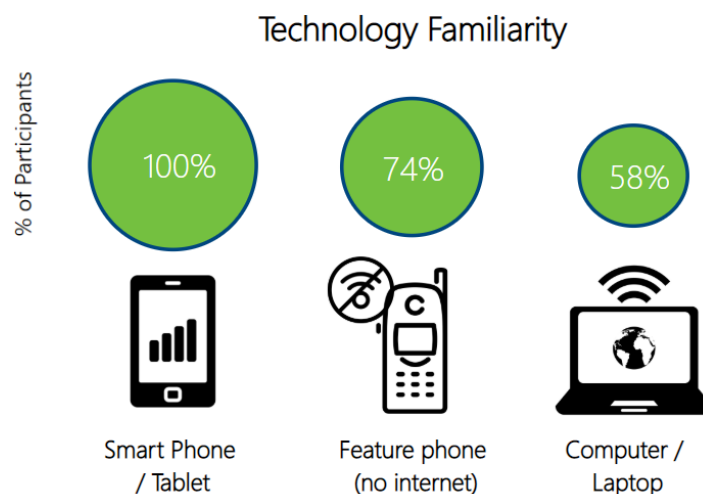 Technology Familiarity
% of Participants
100%
74%
58%
Smart Phone
/ Tablet
Feature phone
(no internet)
Computer /
Laptop